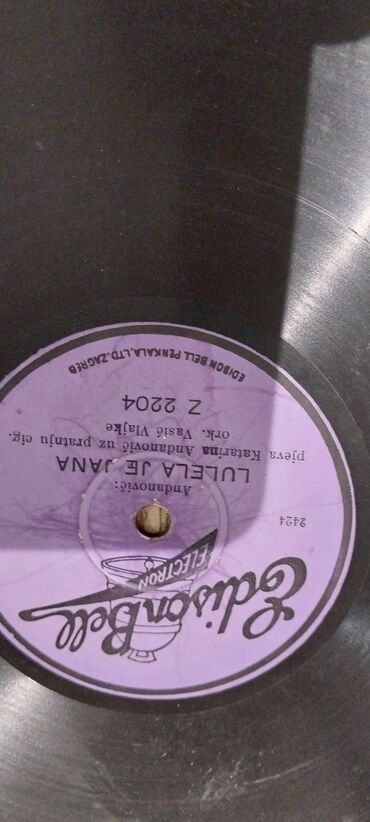 Edison Bell
ELECTRON
2424
Andanović:
LULELA JE JANA
pjeva Katarina Andanović uz pratnju cig.
ork. Vasić Vlajke
Z 2204
EDISON BELL PENKALA, LTD. ZAGREB